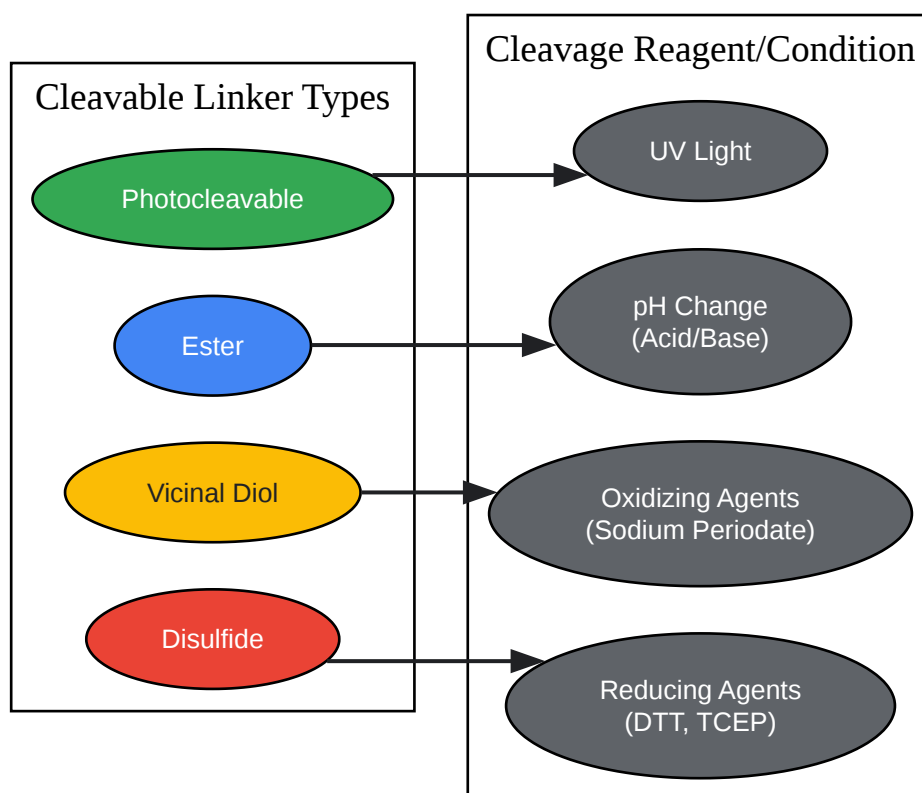 Cleavable Linker Types
Photocleavable
Ester
Vicinal Diol
Disulfide
Cleavage Reagent/Condition
UV Light
pH Change
(Acid/Base)
Oxidizing Agents
(Sodium Periodate)
Reducing Agents
(DTT, TCEP)